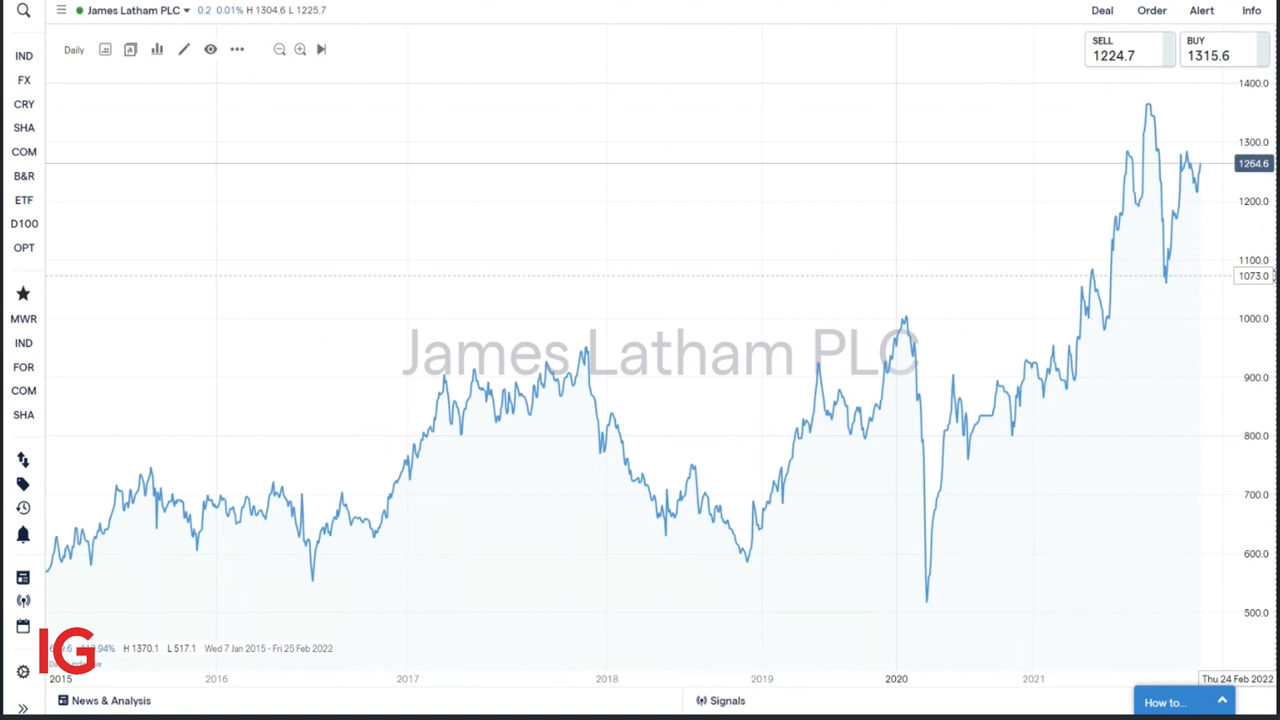 James Latham PLC 0.2 0.01% H 1304.6 L 1225.7
Deal Order Alert Info
Daily
SELL
1224.7
BUY
1315.6
IND
FX
CRY
SHA
COM
B&R
ETF
D100
OPT
MWR
IND
FOR
COM
SHA
1400.0
1300.0
1264.6
1200.0
1100.0
1073.0
1000.0
900.0
800.0
700.0
600.0
500.0
James Latham PLC
IG
H 1370.1 L 517.1 Wed 7 Jan 2015 - Fri 25 Feb 2022
2015 2016 2017 2018 2019 2020 2021 Thu 24 Feb 2022
News & Analysis
Signals
How to...